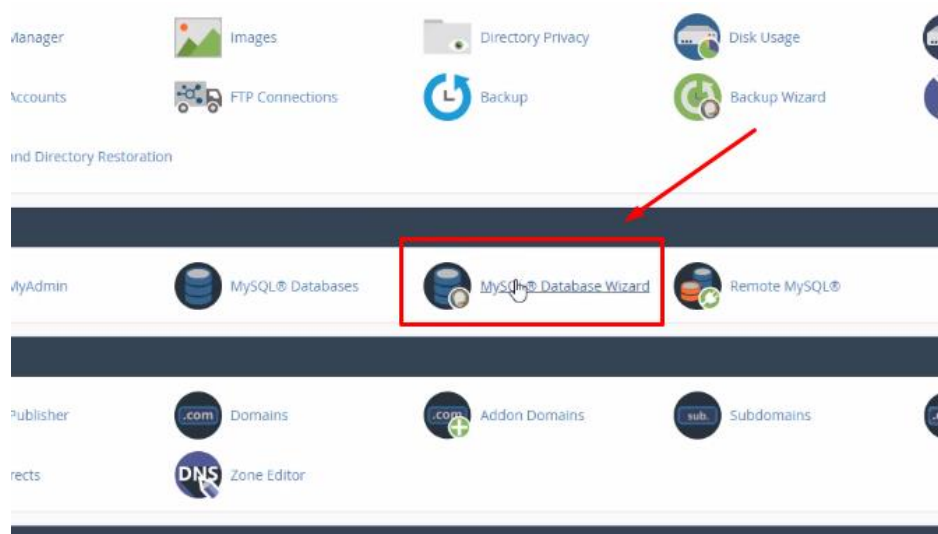 Manager Images Directory Privacy Disk Usage
Accounts FTP Connections Backup Backup Wizard
and Directory Restoration
MyAdmin MySQL® Databases MySQL® Database Wizard Remote MySQL®
Publisher .com Domains .com Addon Domains sub. Subdomains
rects DNS Zone Editor